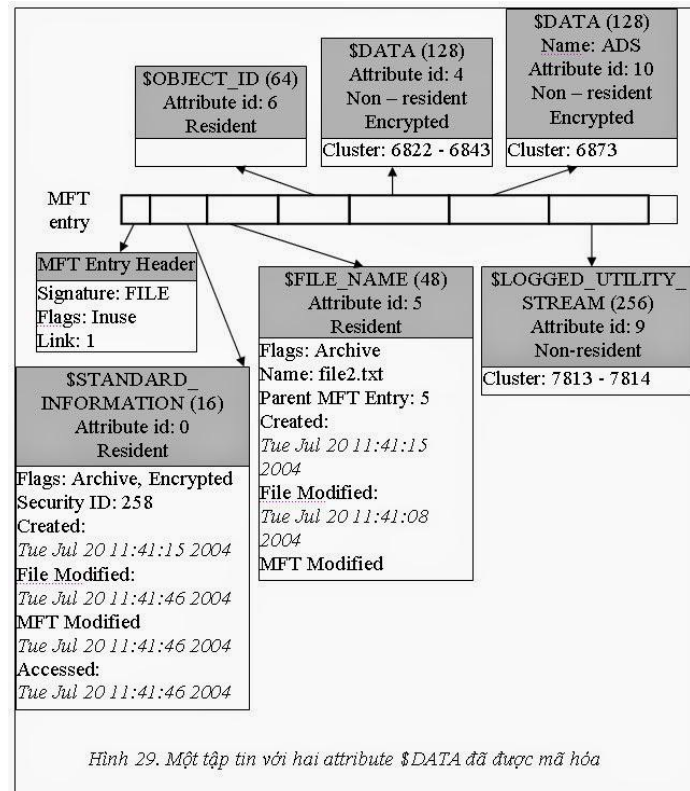 $OBJECT_ID (64)
Attribute id: 6
Resident
$DATA (128)
Attribute id: 4
Non – resident
Encrypted
Cluster: 6822 - 6843
$DATA (128)
Name: ADS
Attribute id: 10
Non – resident
Encrypted
Cluster: 6873
MFT
entry
MFT Entry Header
Signature: FILE
Flags: Inuse
Link: 1
$STANDARD_
INFORMATION (16)
Attribute id: 0
Resident
Flags: Archive, Encrypted
Security ID: 258
Created:
Tue Jul 20 11:41:15 2004
File Modified:
Tue Jul 20 11:41:46 2004
MFT Modified
Tue Jul 20 11:41:46 2004
Accessed:
Tue Jul 20 11:41:46 2004
$FILE_NAME (48)
Attribute id: 5
Resident
Flags: Archive
Name: file2.txt
Parent MFT Entry: 5
Created:
Tue Jul 20 11:41:15
2004
File Modified:
Tue Jul 20 11:41:08
2004
MFT Modified
$LOGGED_UTILITY_
STREAM (256)
Attribute id: 9
Non-resident
Cluster: 7813 - 7814
Hình 29. Một tập tin với hai attribute $DATA đã được mã hóa